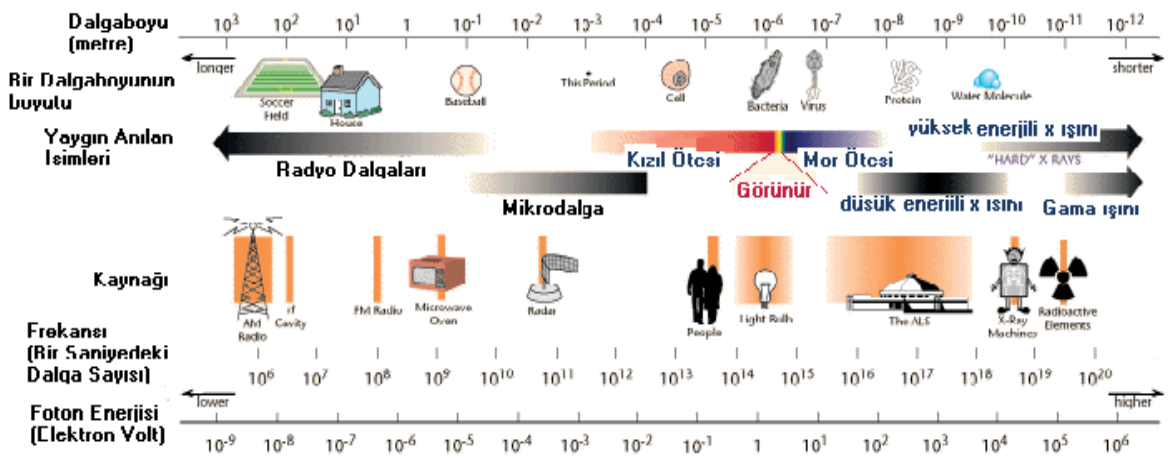 Dalgaboyu
(metre)
10³ 10² 10¹ 1 10⁻¹ 10⁻² 10⁻³ 10⁻⁴ 10⁻⁵ 10⁻⁶ 10⁻⁷ 10⁻⁸ 10⁻⁹ 10⁻¹⁰ 10⁻¹¹ 10⁻¹²
longer shorter
Bir Dalgaboyunun
boyutu
Soccer
Field
House
Baseball
This Period
Cell
Bacteria
Virus
Protein
Water Molecule
Yaygın Anılan
İsimleri
Radyo Dalgaları
Mikrodalga
Kızıl Ötesi
Görünür
Mor Ötesi
yüksek enerjili x ışını
"HARD" X RAYS
düsük eneriili x ısını
Gama ışını
Kaynağı
AM
Radio
rf
Cavity
FM Radio
Microwave
Oven
Radar
People
Light Bulb
The ALS
X-Ray
Machines
Radioactive
Elements
Frekansı
(Bir Saniyedeki
Dalga Sayısı)
10⁶ 10⁷ 10⁸ 10⁹ 10¹⁰ 10¹¹ 10¹² 10¹³ 10¹⁴ 10¹⁵ 10¹⁶ 10¹⁷ 10¹⁸ 10¹⁹ 10²⁰
lower higher
Foton Enerjisi
(Elektron Volt)
10⁻⁹ 10⁻⁸ 10⁻⁷ 10⁻⁶ 10⁻⁵ 10⁻⁴ 10⁻³ 10⁻² 10⁻¹ 1 10¹ 10² 10³ 10⁴ 10⁵ 10⁶